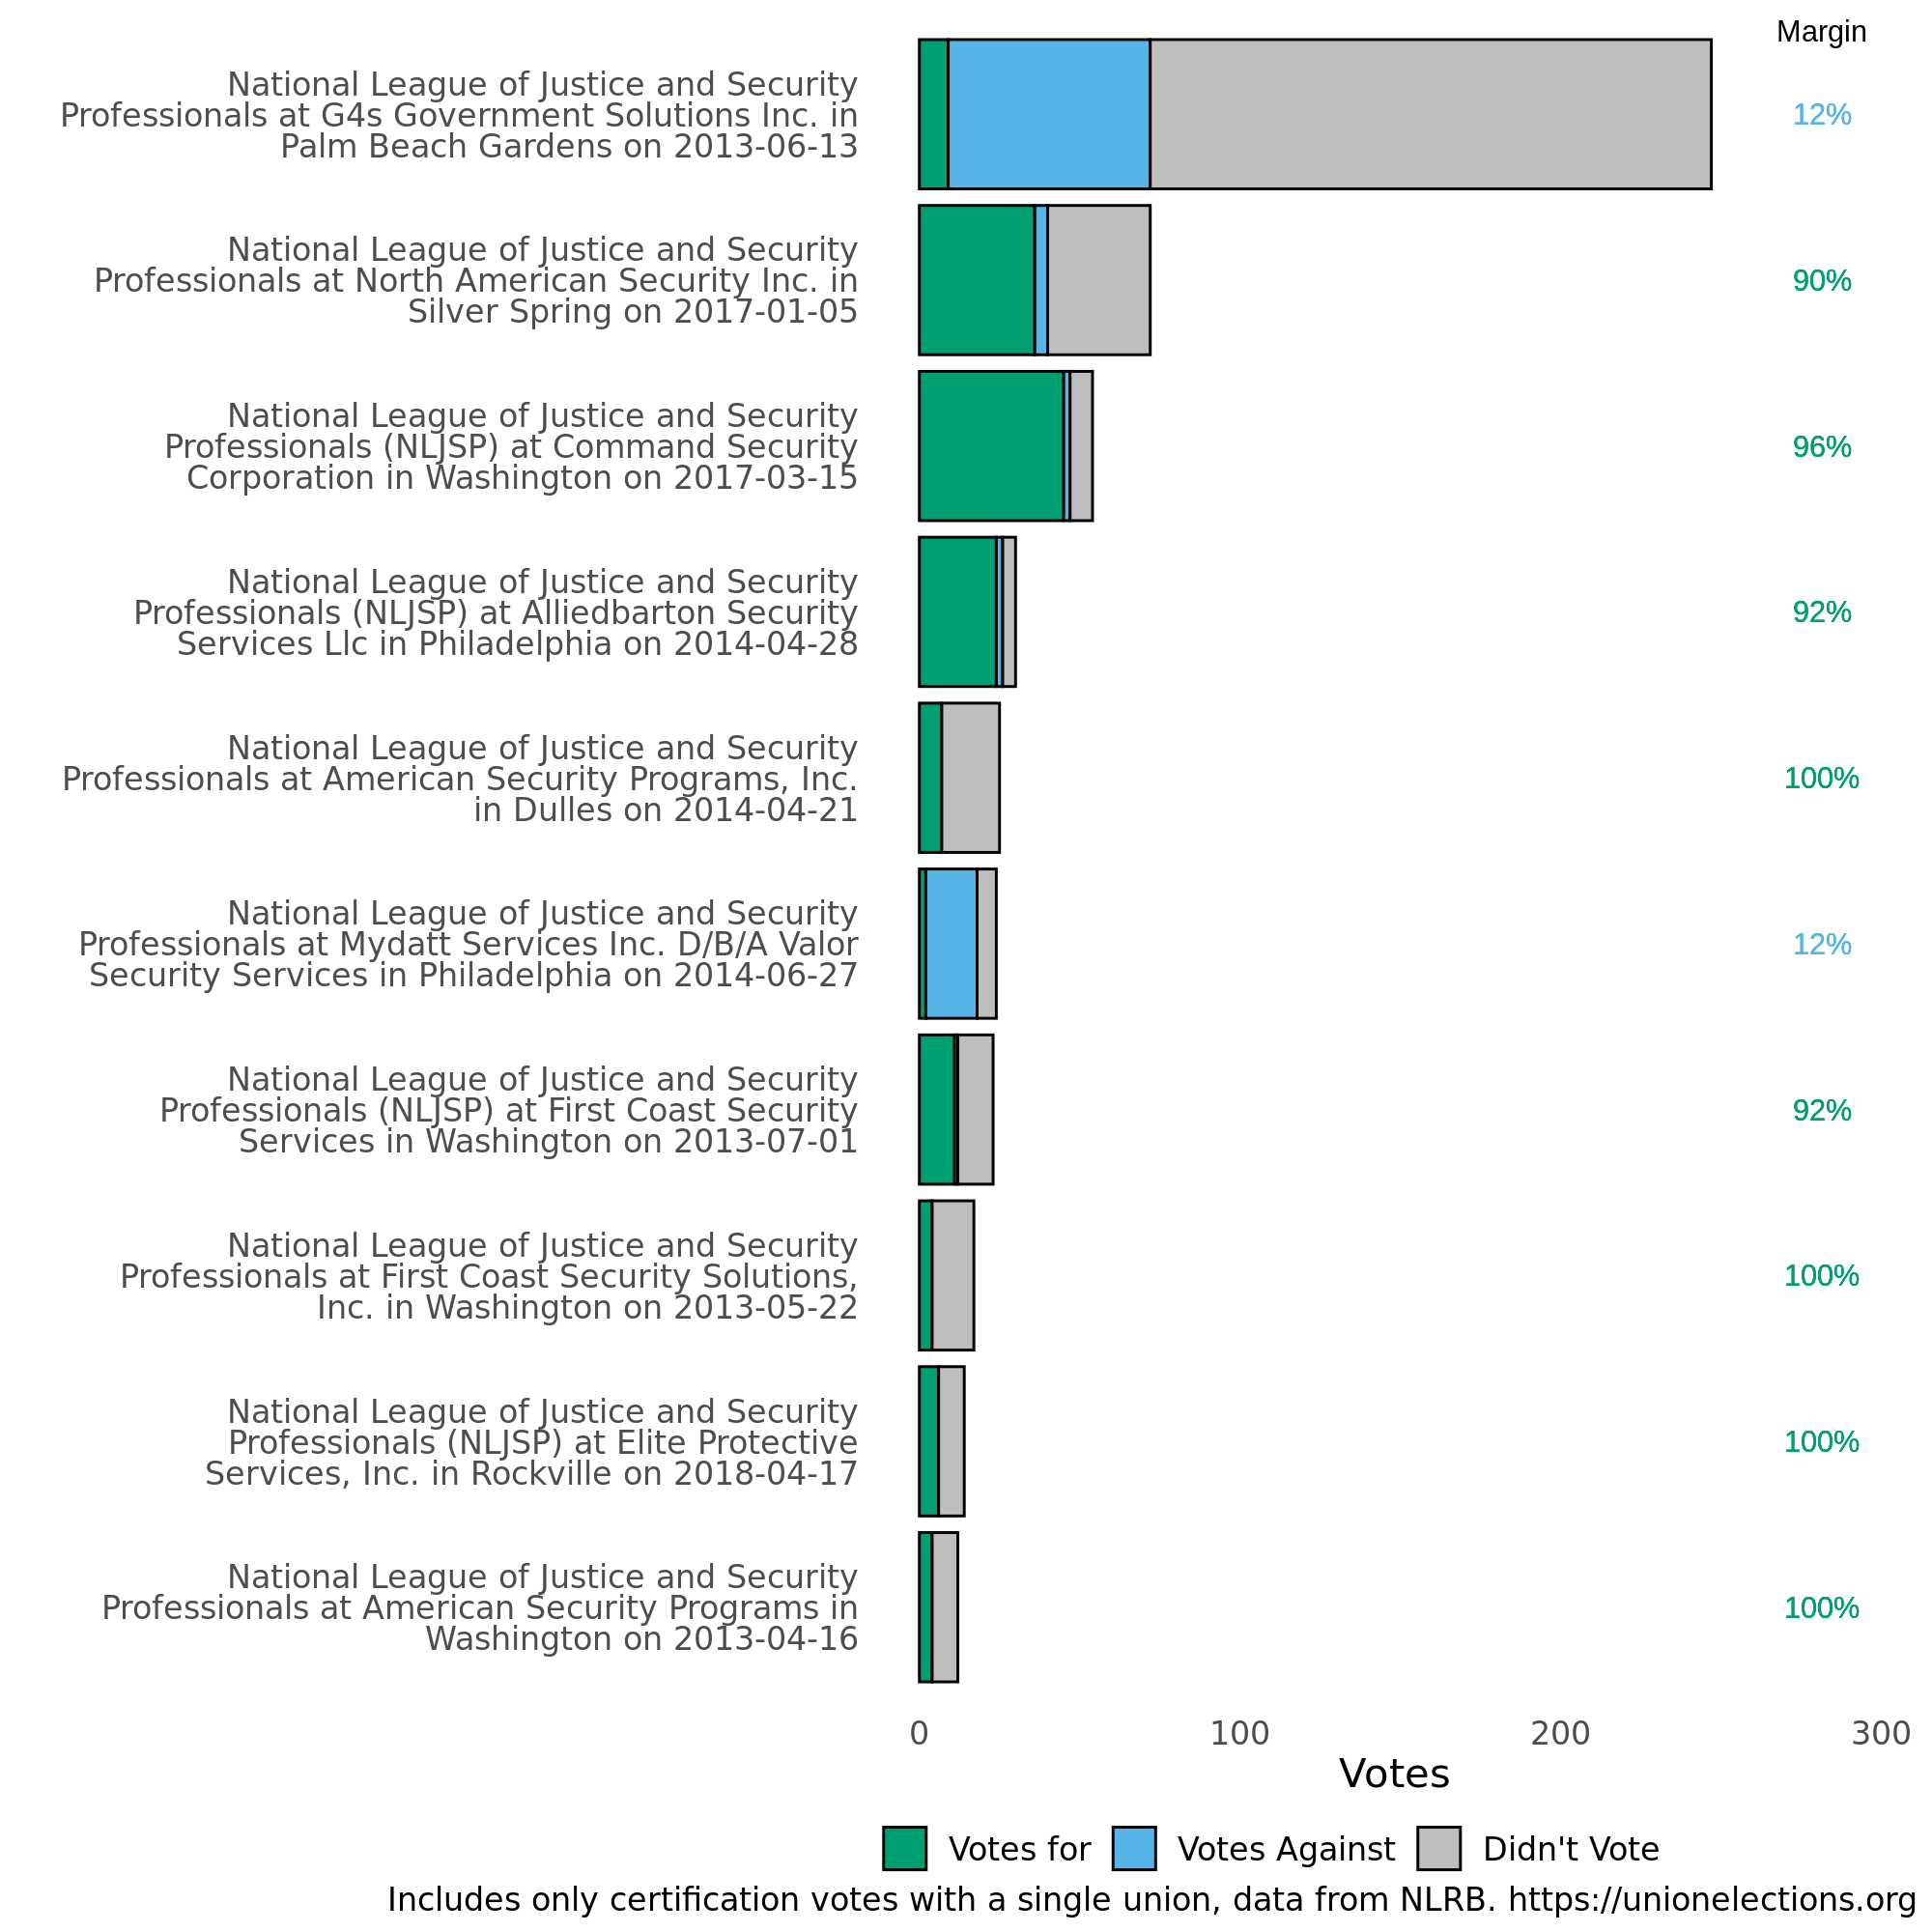 Margin
National League of Justice and Security
Professionals at G4s Government Solutions Inc. in
Palm Beach Gardens on 2013-06-13
12%
National League of Justice and Security
Professionals at North American Security Inc. in
Silver Spring on 2017-01-05
90%
National League of Justice and Security
Professionals (NLJSP) at Command Security
Corporation in Washington on 2017-03-15
96%
National League of Justice and Security
Professionals (NLJSP) at Alliedbarton Security
Services Llc in Philadelphia on 2014-04-28
92%
National League of Justice and Security
Professionals at American Security Programs, Inc.
in Dulles on 2014-04-21
100%
National League of Justice and Security
Professionals at Mydatt Services Inc. D/B/A Valor
Security Services in Philadelphia on 2014-06-27
12%
National League of Justice and Security
Professionals (NLJSP) at First Coast Security
Services in Washington on 2013-07-01
92%
National League of Justice and Security
Professionals at First Coast Security Solutions,
Inc. in Washington on 2013-05-22
100%
National League of Justice and Security
Professionals (NLJSP) at Elite Protective
Services, Inc. in Rockville on 2018-04-17
100%
National League of Justice and Security
Professionals at American Security Programs in
Washington on 2013-04-16
100%
0 100 200 300
Votes
Votes for Votes Against Didn't Vote
Includes only certification votes with a single union, data from NLRB. https://unionelections.org